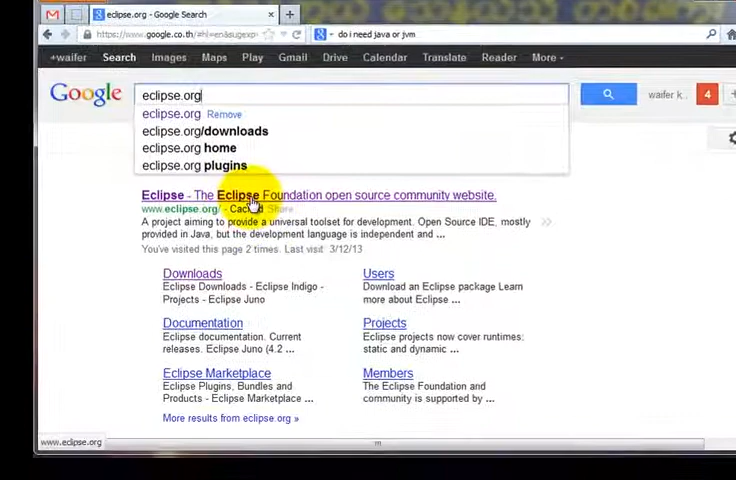 eclipse.org - Google Search
https://www.google.co.th/#hl=en&sugexp=
do i need java or jvm
+waifer Search Images Maps Play Gmail Drive Calendar Translate Reader More
Google eclipse.org waifer k... 4
eclipse.org Remove
eclipse.org/downloads
eclipse.org home
eclipse.org plugins
Eclipse - The Eclipse Foundation open source community website.
www.eclipse.org/ - Cached Share
A project aiming to provide a universal toolset for development. Open Source IDE, mostly
provided in Java, but the development language is independent and ...
You've visited this page 2 times. Last visit: 3/12/13
Downloads
Eclipse Downloads - Eclipse Indigo -
Projects - Eclipse Juno
Users
Download an Eclipse package Learn
more about Eclipse ...
Documentation
Eclipse documentation. Current
releases. Eclipse Juno (4.2 ...
Projects
Eclipse projects now cover runtimes:
static and dynamic ...
Eclipse Marketplace
Eclipse Plugins, Bundles and
Products - Eclipse Marketplace ...
Members
The Eclipse Foundation and
community is supported by ...
More results from eclipse.org »
www.eclipse.org